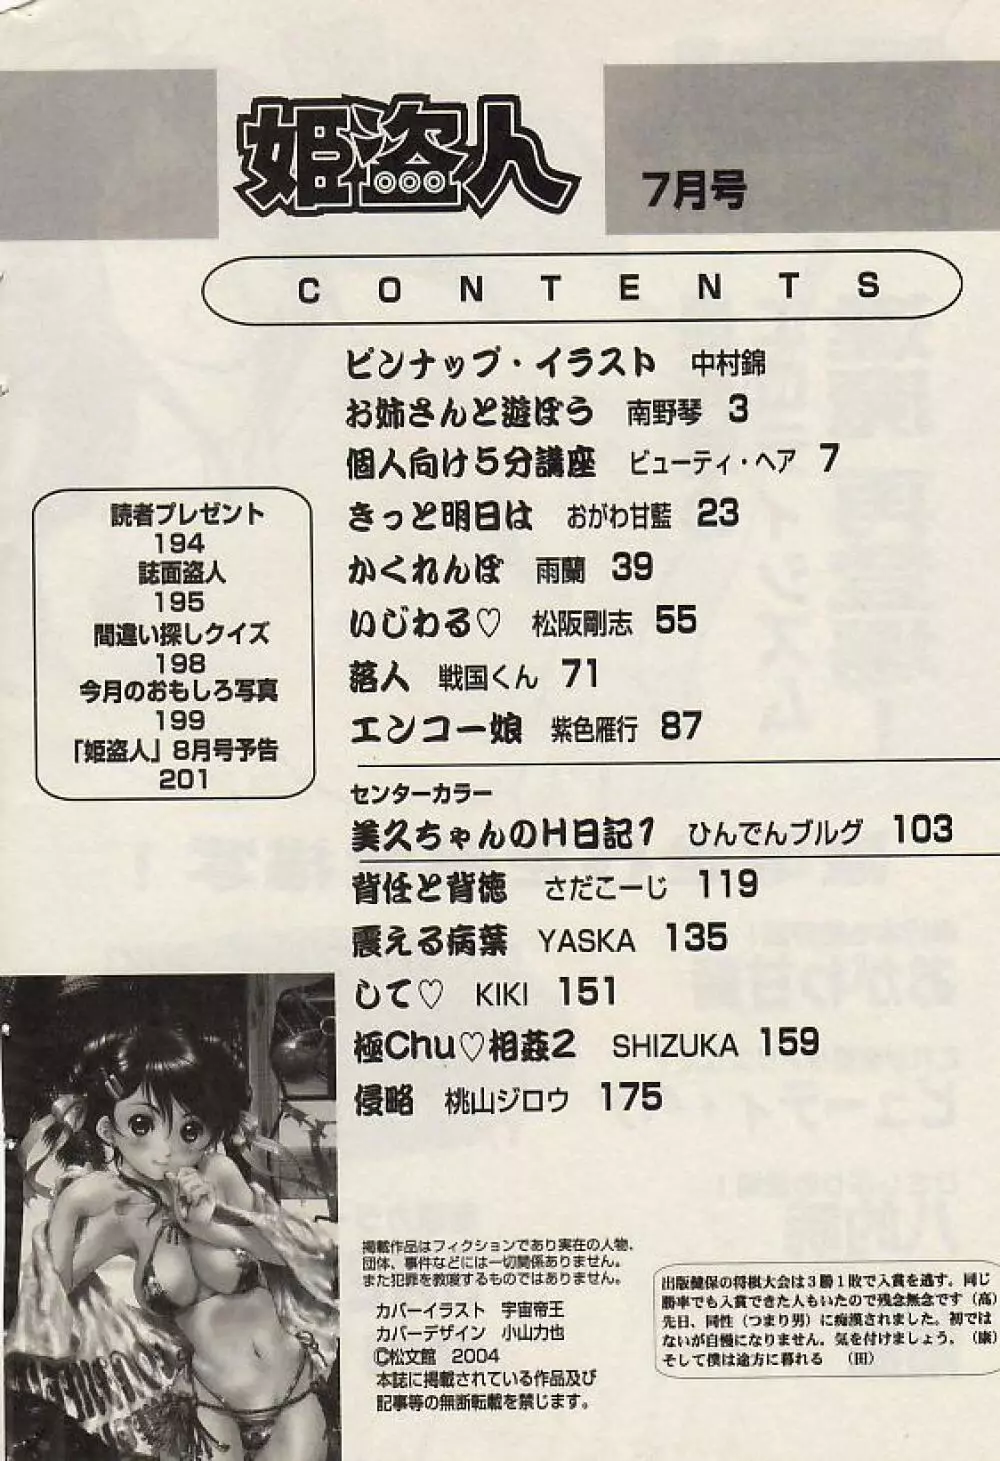 姫盗人
7月号
CONTENTS
ピンナップ・イラスト 中村錦
お姉さんと遊ぼう 南野琴 3
個人向け5分講座 ビューティ・ヘア 7
きっと明日は おがわ甘藍 23
かくれんぼ 雨蘭 39
いじわる♡ 松阪剛志 55
落人 戦国くん 71
エンコー娘 紫色雁行 87
センターカラー
美久ちゃんのH日記1 ひんでんブルグ 103
背任と背徳 さだこーじ 119
震える病葉 YASKA 135
して♡ KIKI 151
極Chu♡相姦2 SHIZUKA 159
侵略 桃山ジロウ 175
読者プレゼント
194
誌面盗人
195
間違い探しクイズ
198
今月のおもしろ写真
199
「姫盗人」8月号予告
201
掲載作品はフィクションであり実在の人物、
団体、事件などには一切関係ありません。
また犯罪を教唆するものではありません。
カバーイラスト 宇宙帝王
カバーデザイン 小山力也
©松文館 2004
本誌に掲載されている作品及び
記事等の無断転載を禁じます。
出版健保の将棋大会は3勝1敗で入賞を逃す。同じ
勝率でも入賞できた人もいたので残念無念です(高)
先日、同性(つまり男)に痴漢されました。初では
ないが自慢になりません。気を付けましょう。(康)
そして僕は途方に暮れる (田)